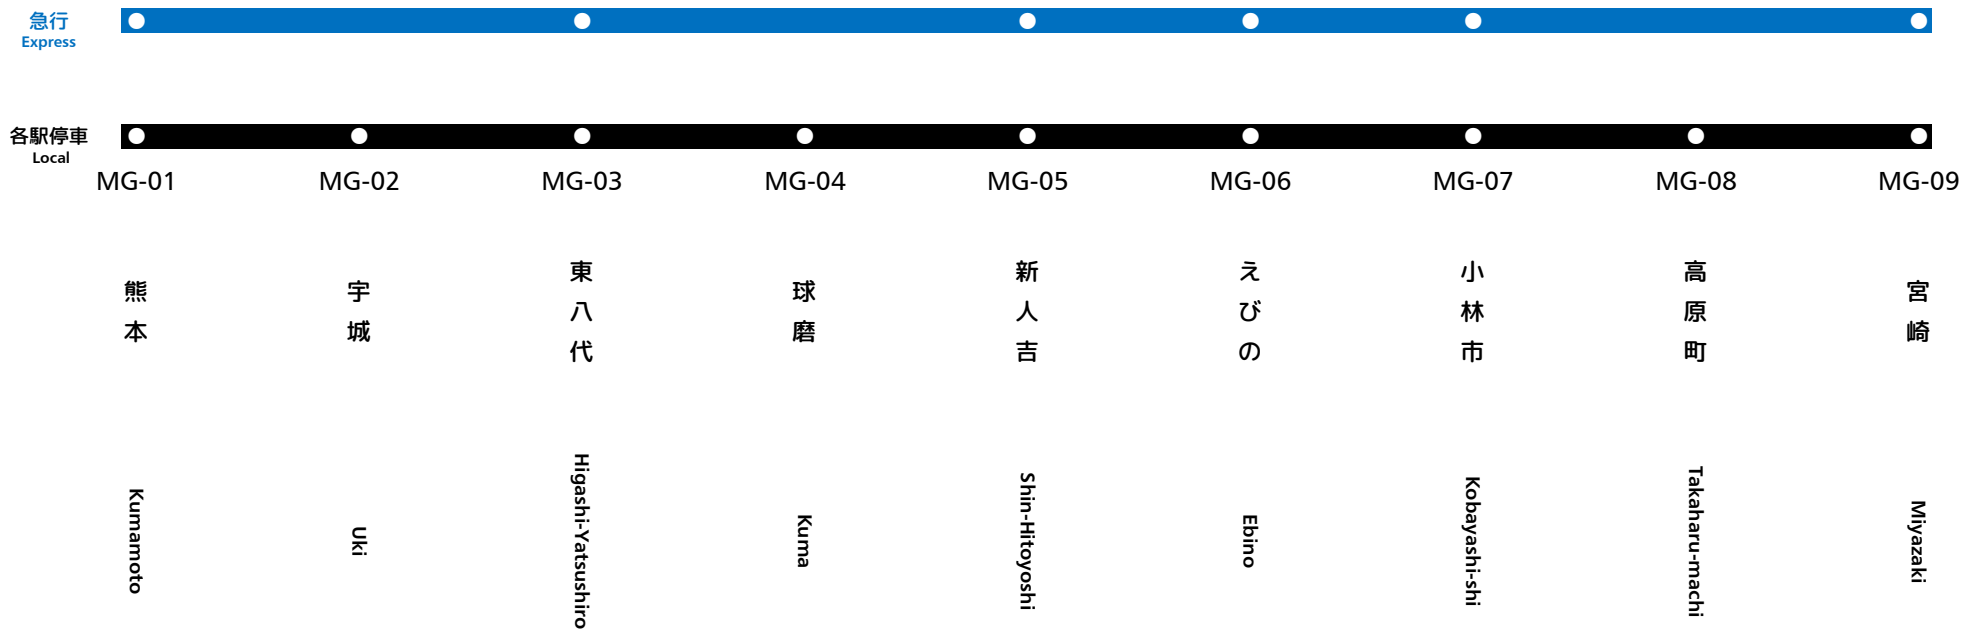 急行
Express
各駅停車
Local
MG-01 MG-02 MG-03 MG-04 MG-05 MG-06 MG-07 MG-08 MG-09
熊本
宇城
東八代
球磨
新人吉
えびの
小林市
高原町
宮崎
Kumamoto
Uki
Higashi-Yatsushiro
Kuma
Shin-Hitoyoshi
Ebino
Kobayashi-shi
Takaharu-machi
Miyazaki